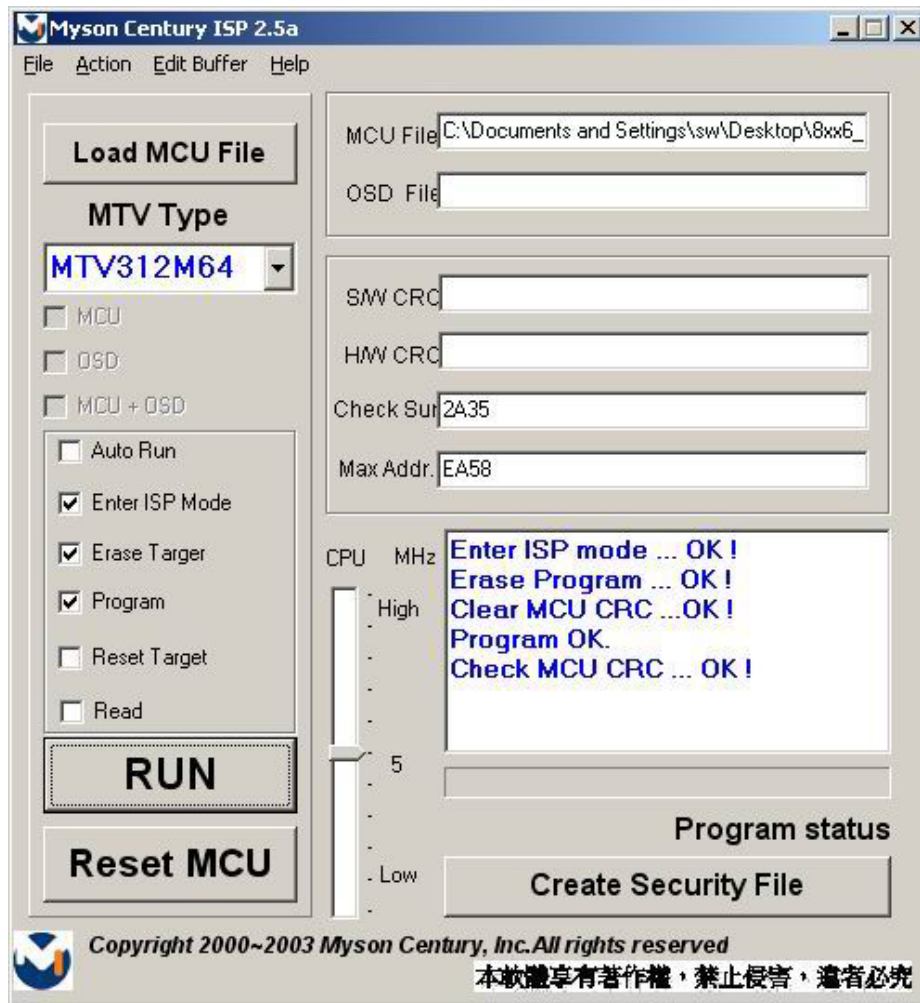 Myson Century ISP 2.5a
File Action Edit Buffer Help
Load MCU File
MTV Type
MTV312M64
MCU
OSD
MCU + OSD
Auto Run
Enter ISP Mode
Erase Targer
Program
Reset Target
Read
RUN
Reset MCU
MCU File C:\Documents and Settings\sw\Desktop\8xx6_
OSD File
S/W CRC
H/W CRC
Check Sur 2A35
Max Addr. EA58
CPU MHz
High
5
Low
Enter ISP mode ... OK !
Erase Program ... OK !
Clear MCU CRC ...OK !
Program OK.
Check MCU CRC ... OK !
Program status
Create Security File
Copyright 2000~2003 Myson Century, Inc.All rights reserved
本軟體享有著作權，禁止侵害，違者必究